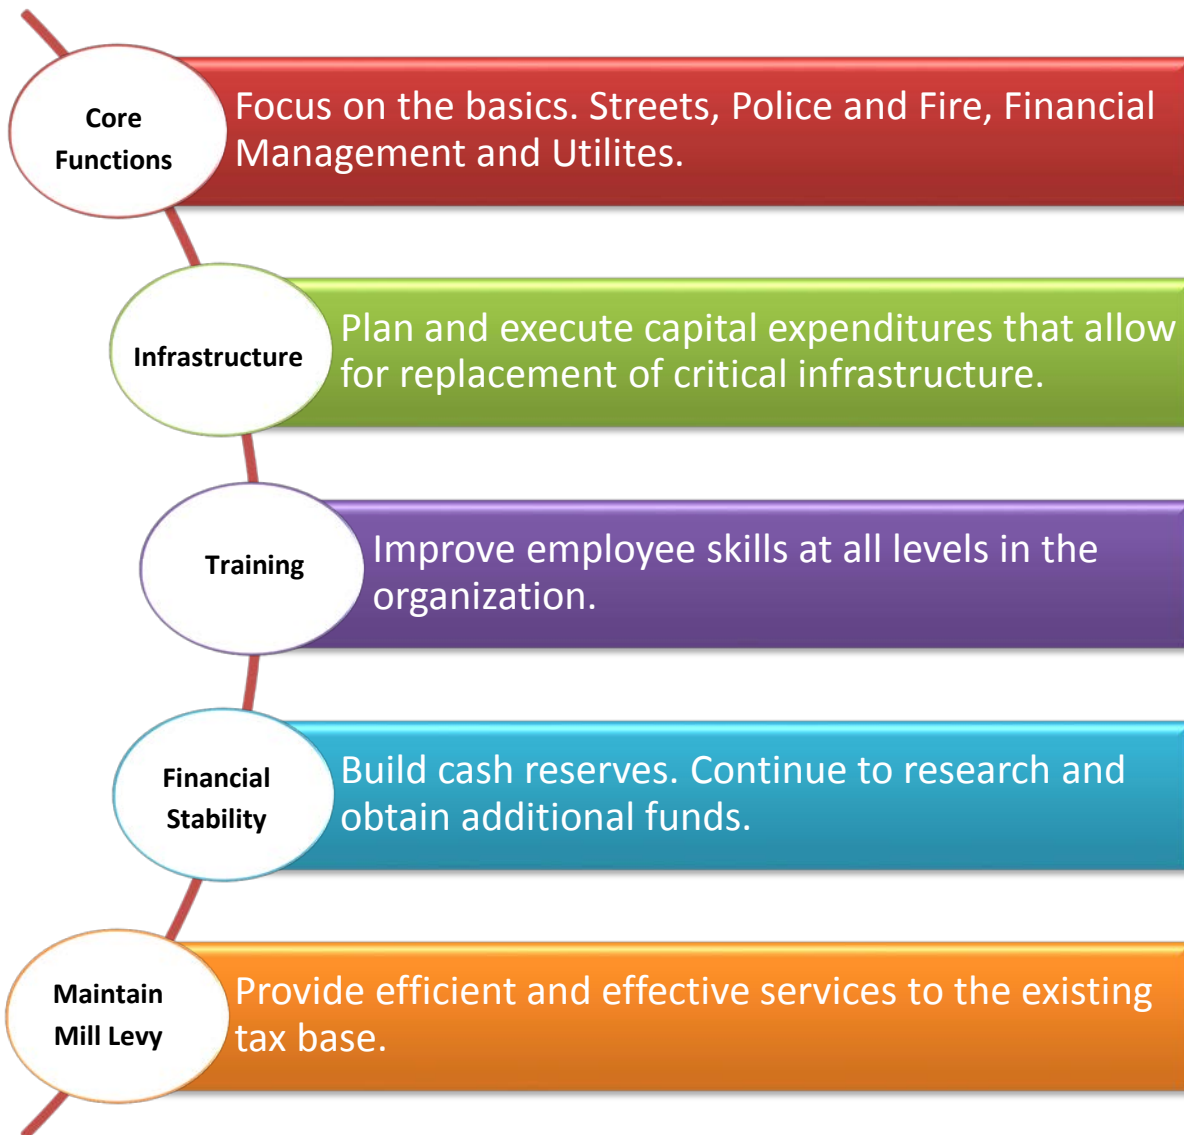 Core
Functions
Focus on the basics. Streets, Police and Fire, Financial
Management and Utilites.
Infrastructure
Plan and execute capital expenditures that allow
for replacement of critical infrastructure.
Training
Improve employee skills at all levels in the
organization.
Financial
Stability
Build cash reserves. Continue to research and
obtain additional funds.
Maintain
Mill Levy
Provide efficient and effective services to the existing
tax base.